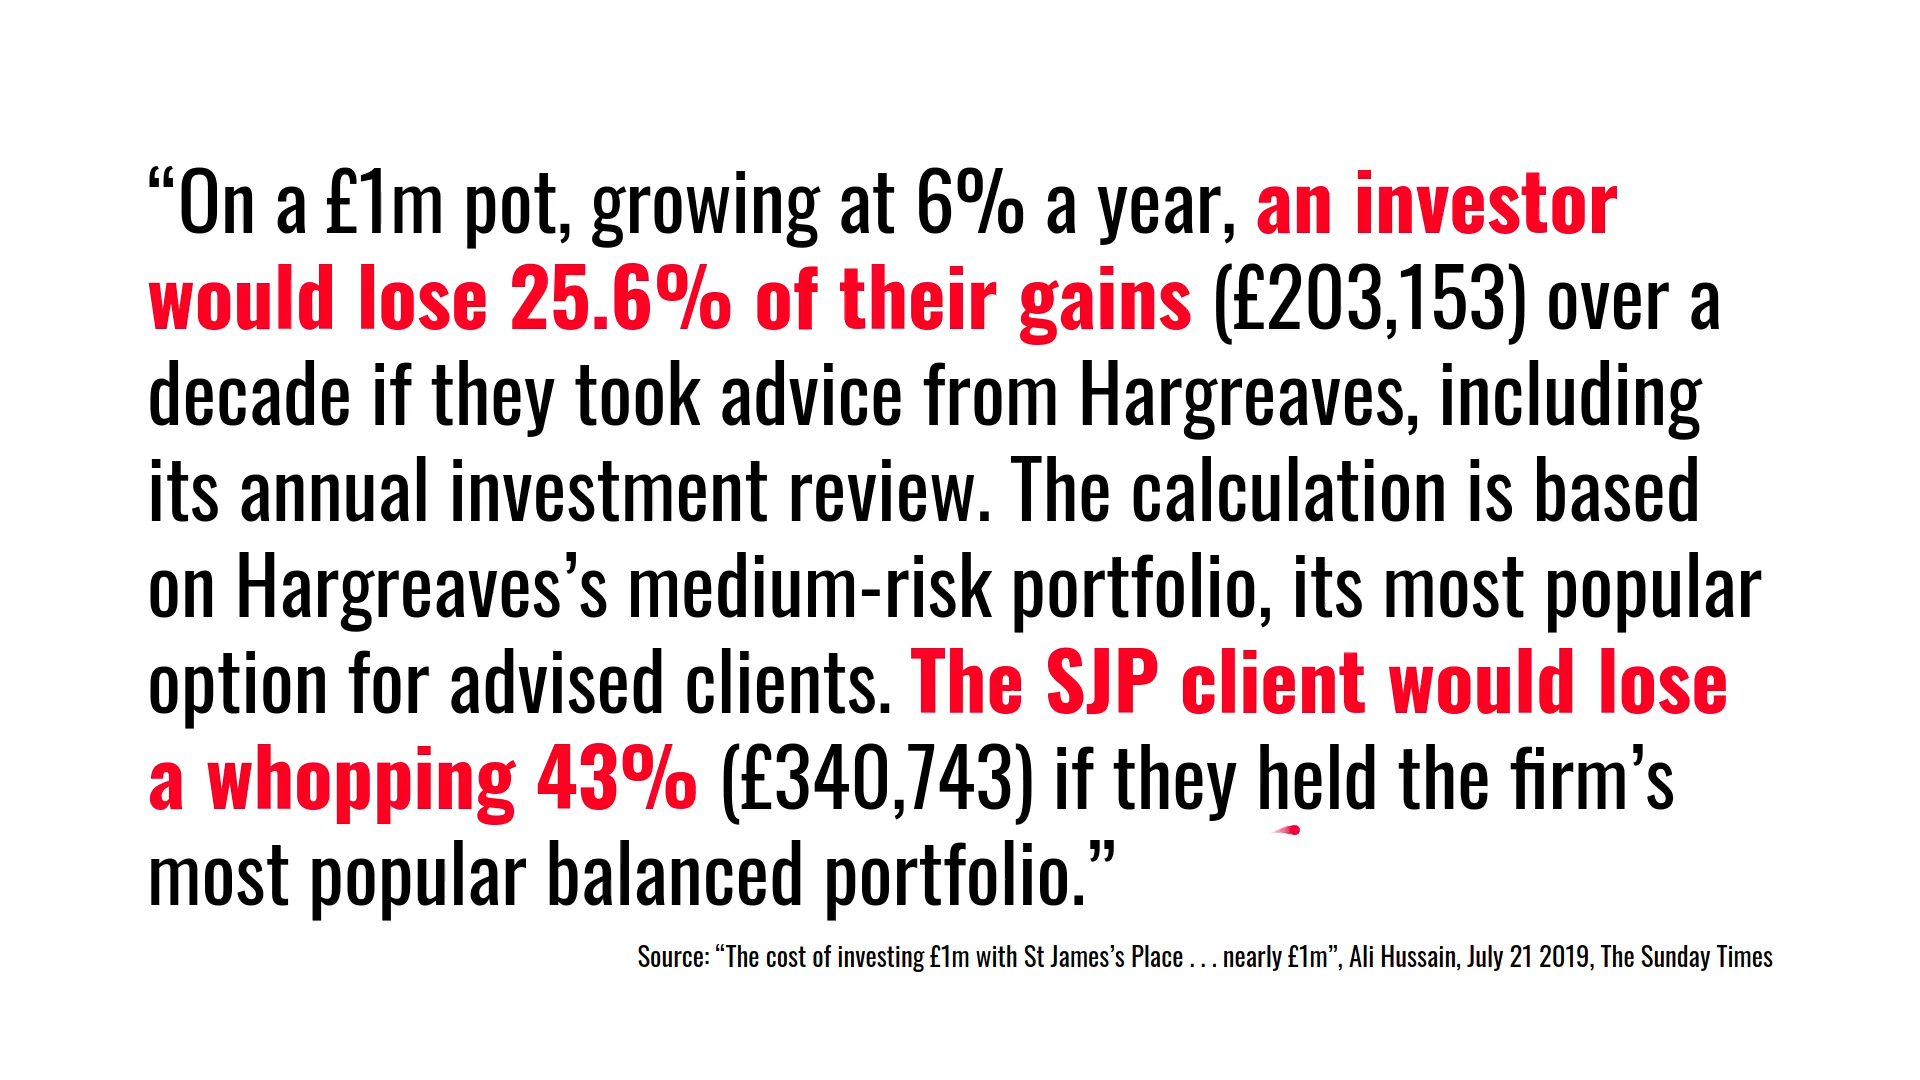 “On a £1m pot, growing at 6% a year, an investor
would lose 25.6% of their gains (£203,153) over a
decade if they took advice from Hargreaves, including
its annual investment review. The calculation is based
on Hargreaves’s medium-risk portfolio, its most popular
option for advised clients. The SJP client would lose
a whopping 43% (£340,743) if they held the firm’s
most popular balanced portfolio.”
Source: “The cost of investing £1m with St James’s Place . . . nearly £1m”, Ali Hussain, July 21 2019, The Sunday Times